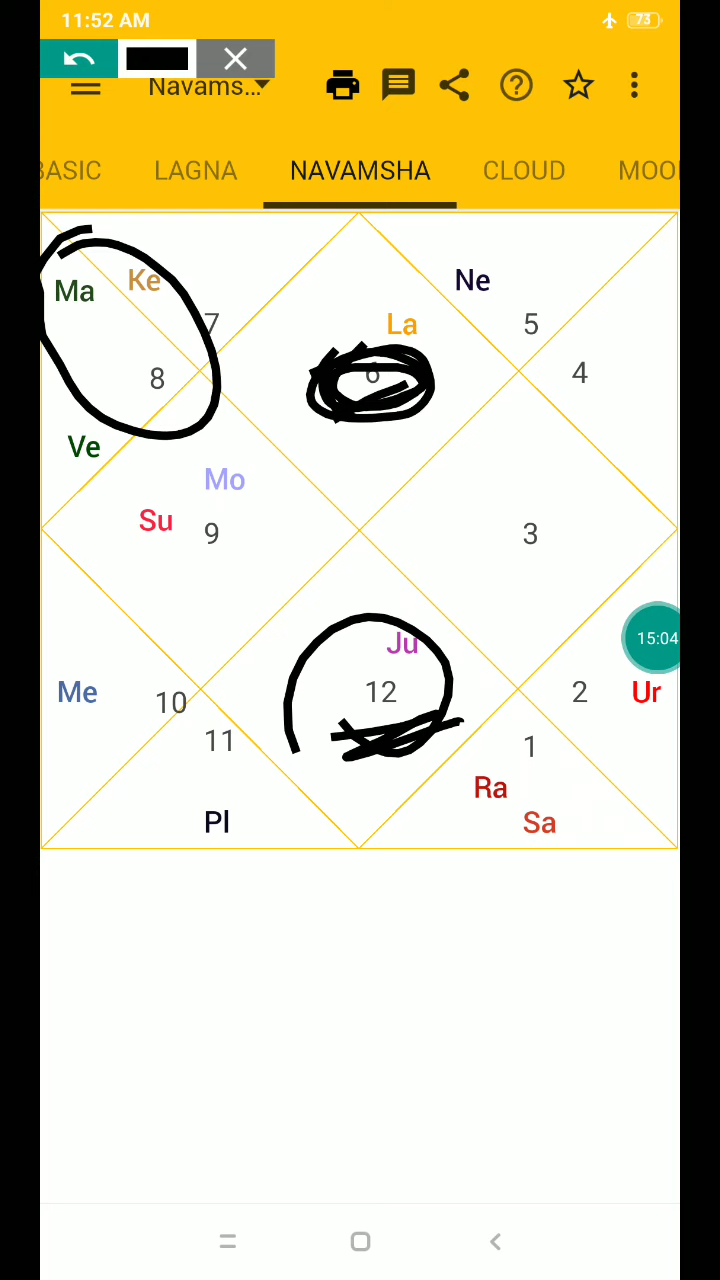 11:52 AM
73
Navams...
BASIC LAGNA NAVAMSHA CLOUD
Ke
Ne
Ma
La
7
5
6
8
4
Ve
Mo
Su
9
3
15:04
Ju
Me
10
12
2
Ur
11
1
Ra
Pl
Sa